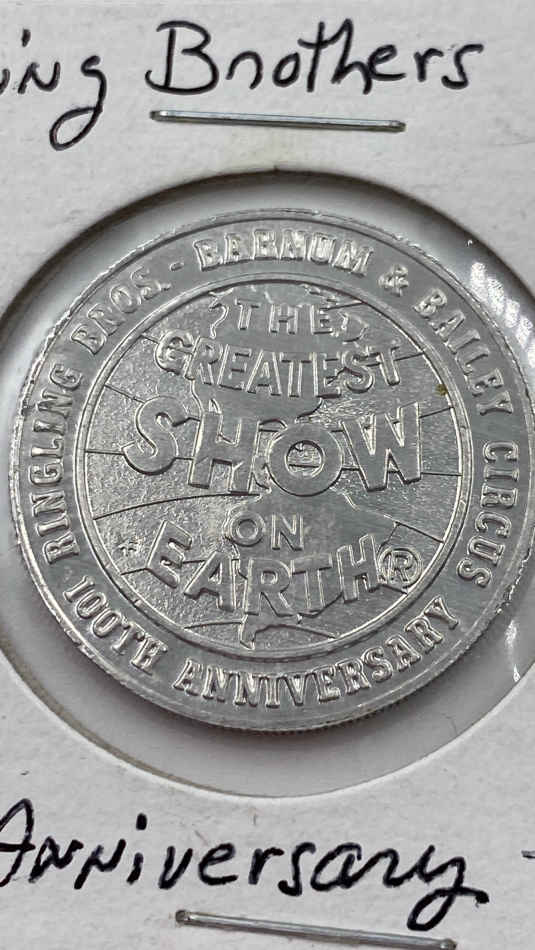 ing Brothers
RINGLING BROS. - BARNUM & BAILEY CIRCUS
THE
GREATEST
SHOW
ON
EARTH®
100TH ANNIVERSARY
Anniversary -